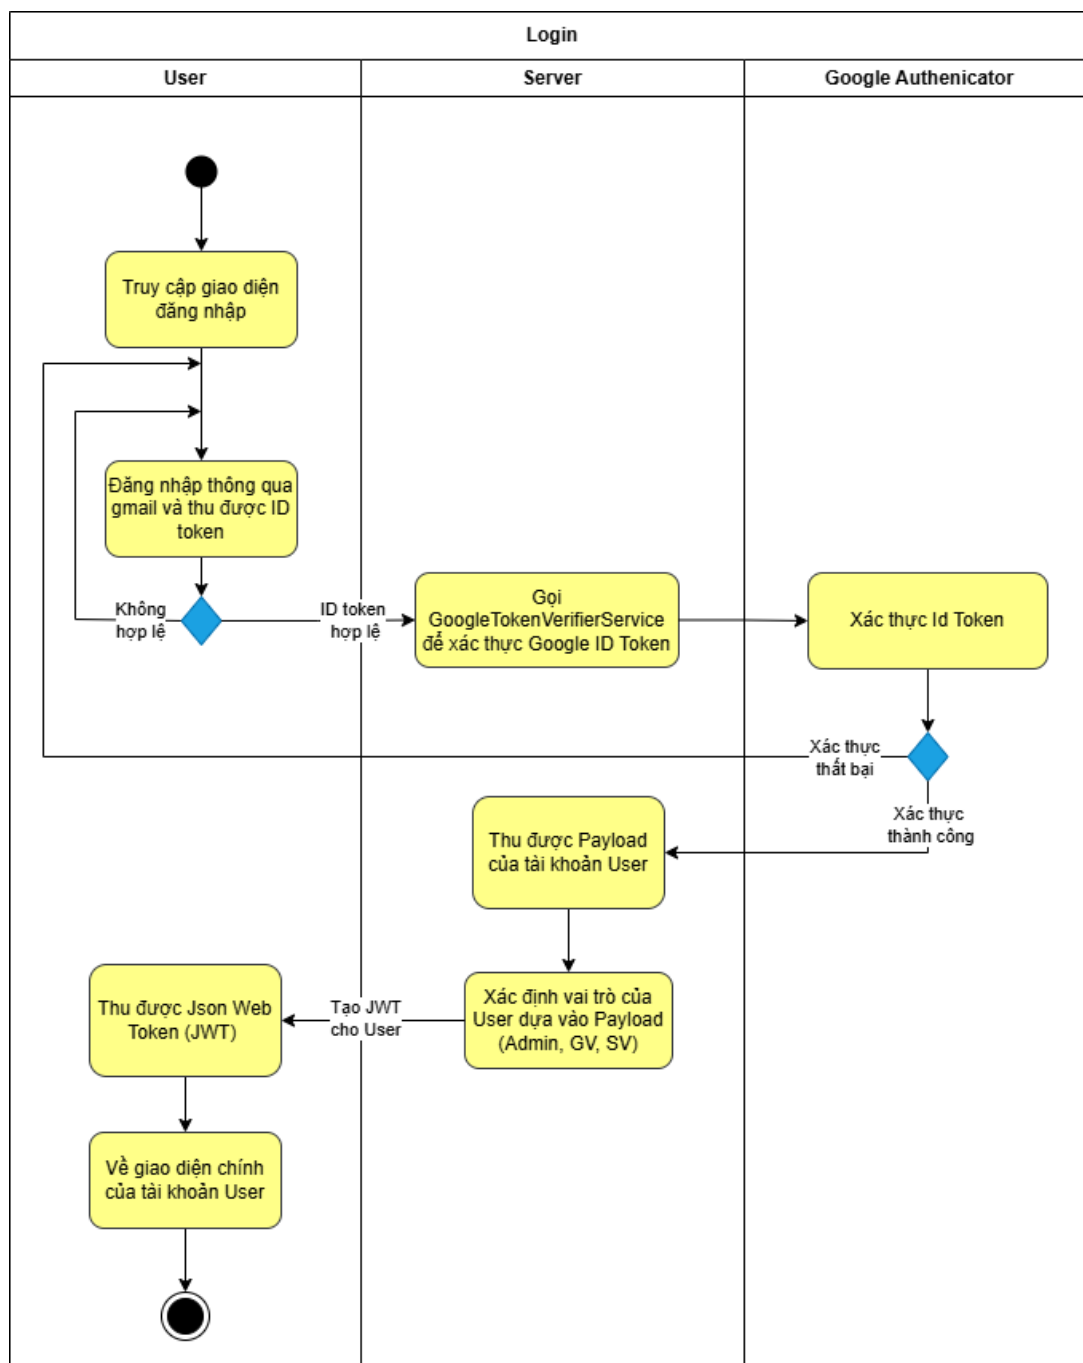 Login
User
Server
Google Authenicator
Truy cập giao diện
đăng nhập
Đăng nhập thông qua
gmail và thu được ID
token
Không
hợp lệ
ID token
hợp lệ
Gọi
GoogleTokenVerifierService
để xác thực Google ID Token
Xác thực Id Token
Xác thực
thất bại
Xác thực
thành công
Thu được Payload
của tài khoản User
Xác định vai trò của
User dựa vào Payload
(Admin, GV, SV)
Tạo JWT
cho User
Thu được Json Web
Token (JWT)
Về giao diện chính
của tài khoản User